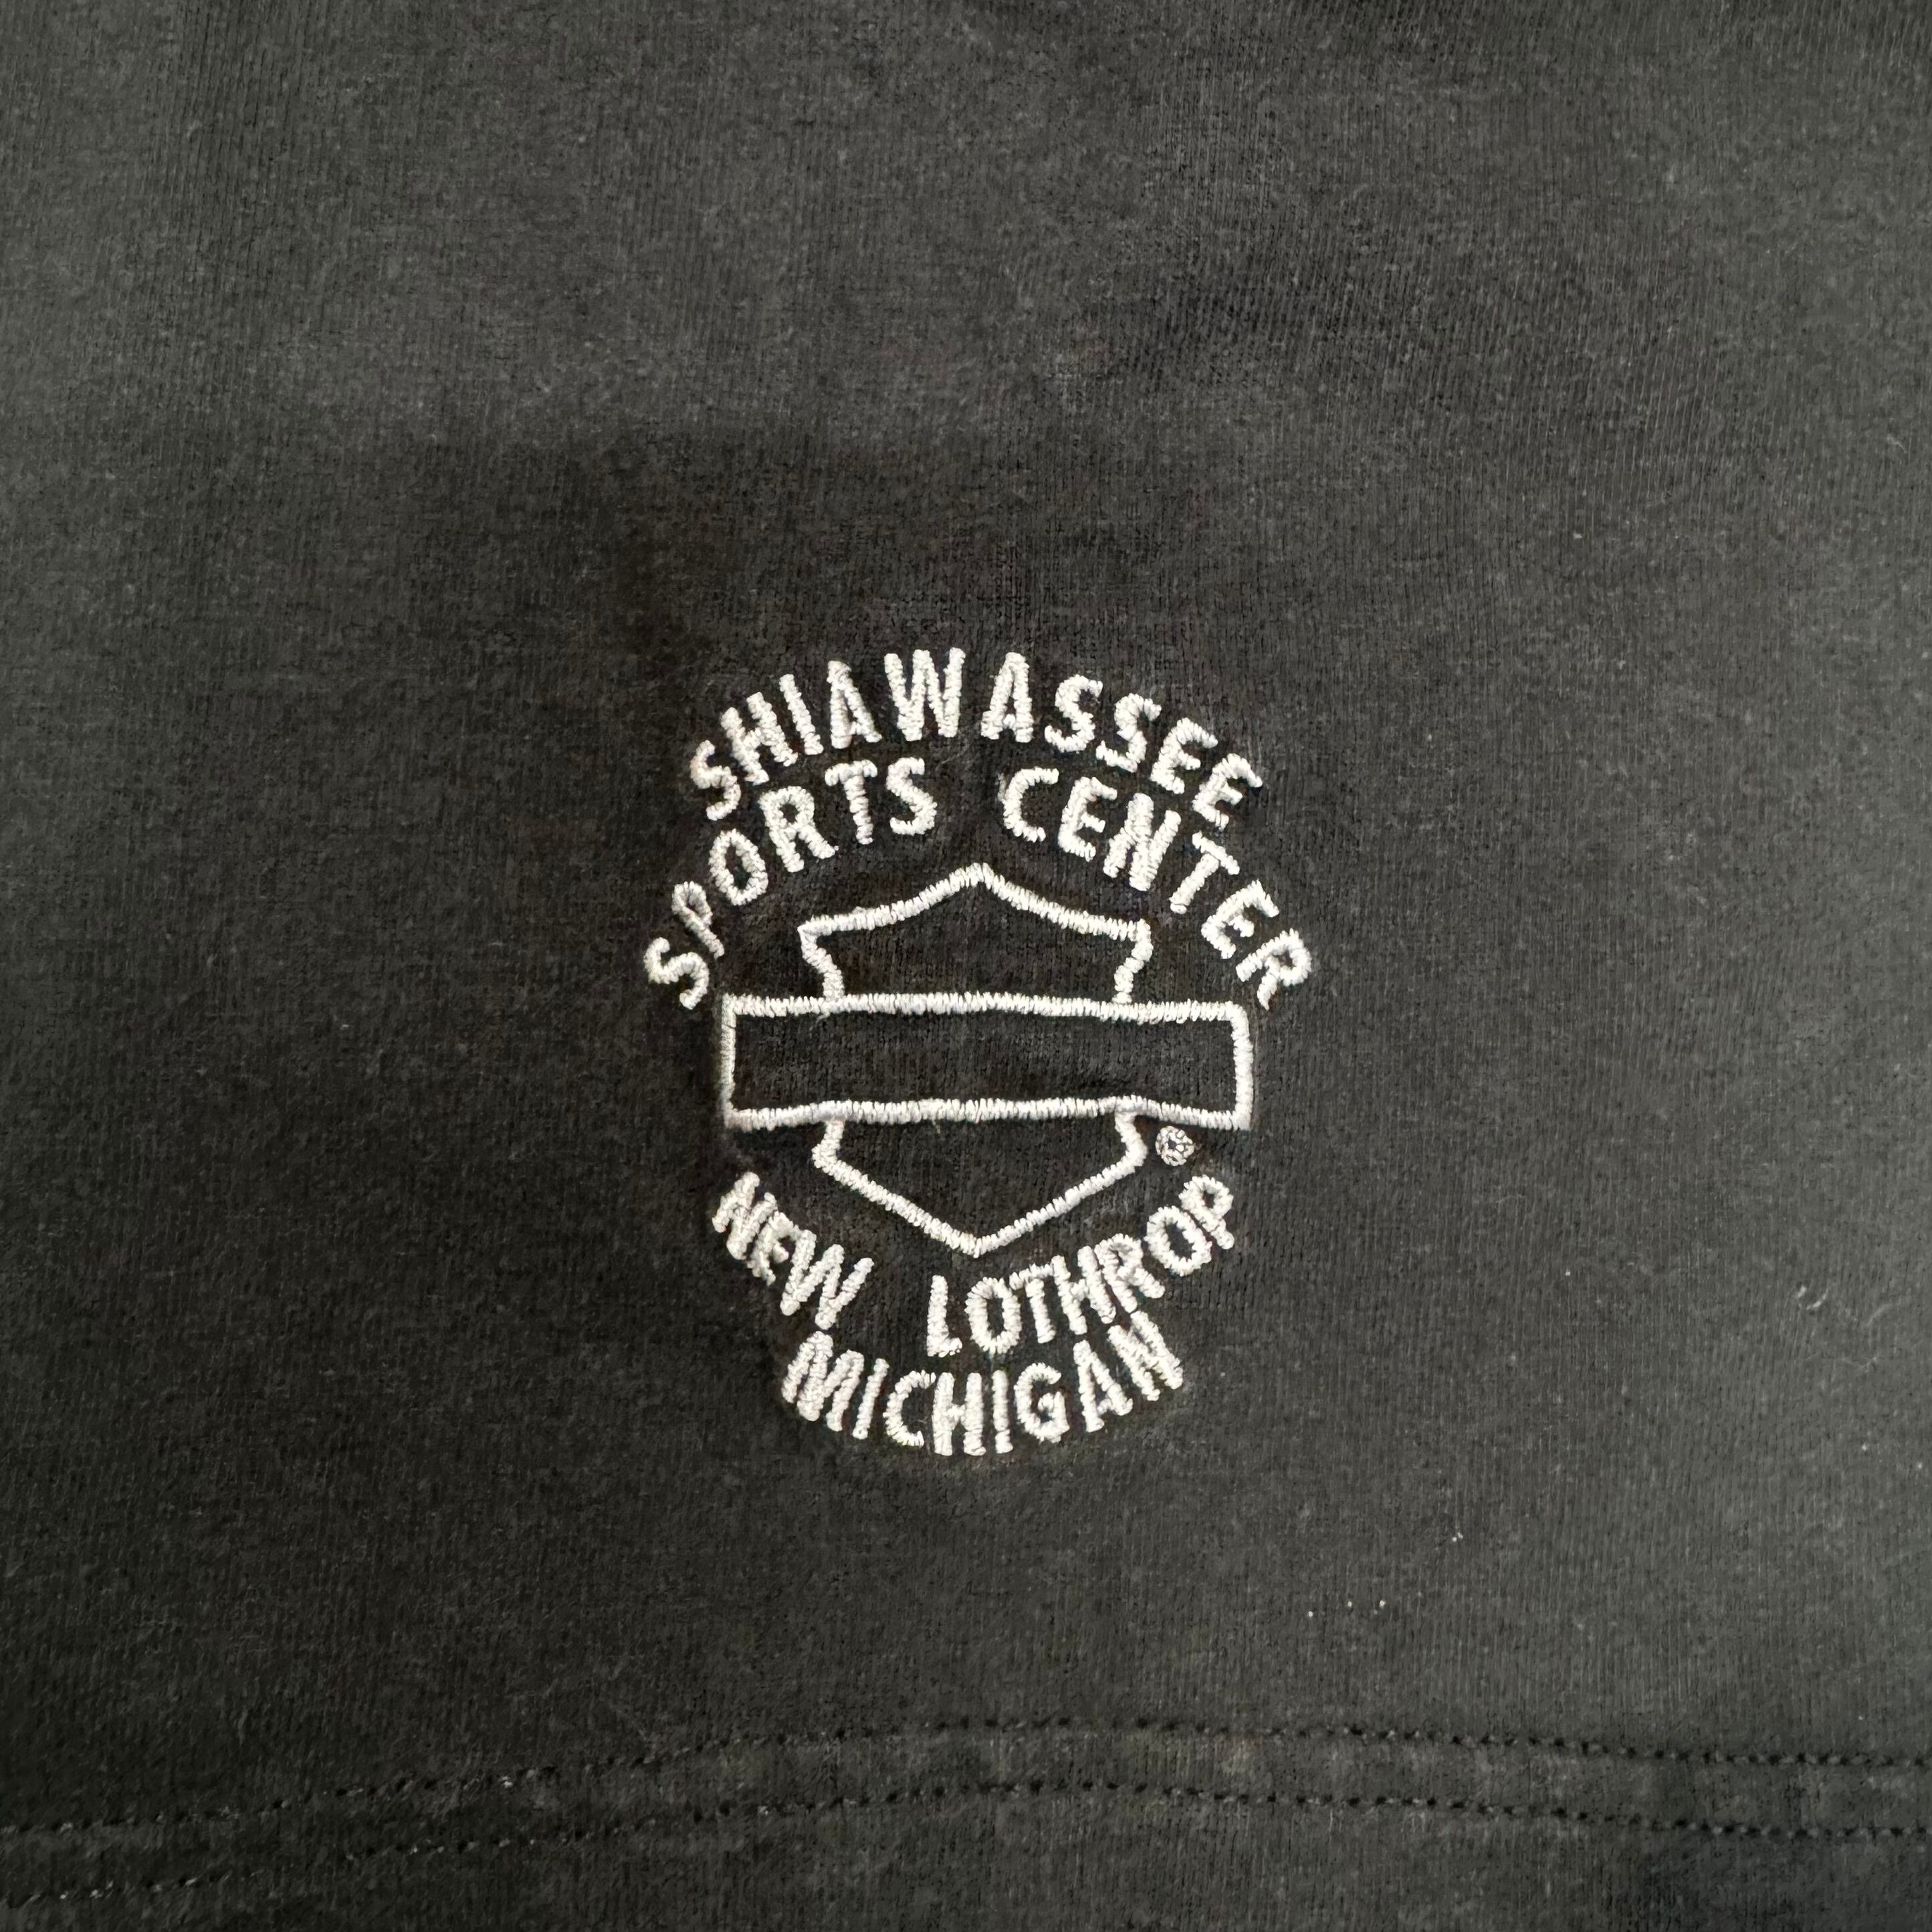 SHIAWASSEE
SPORTS CENTER
®
NEW LOTHROP
MICHIGAN